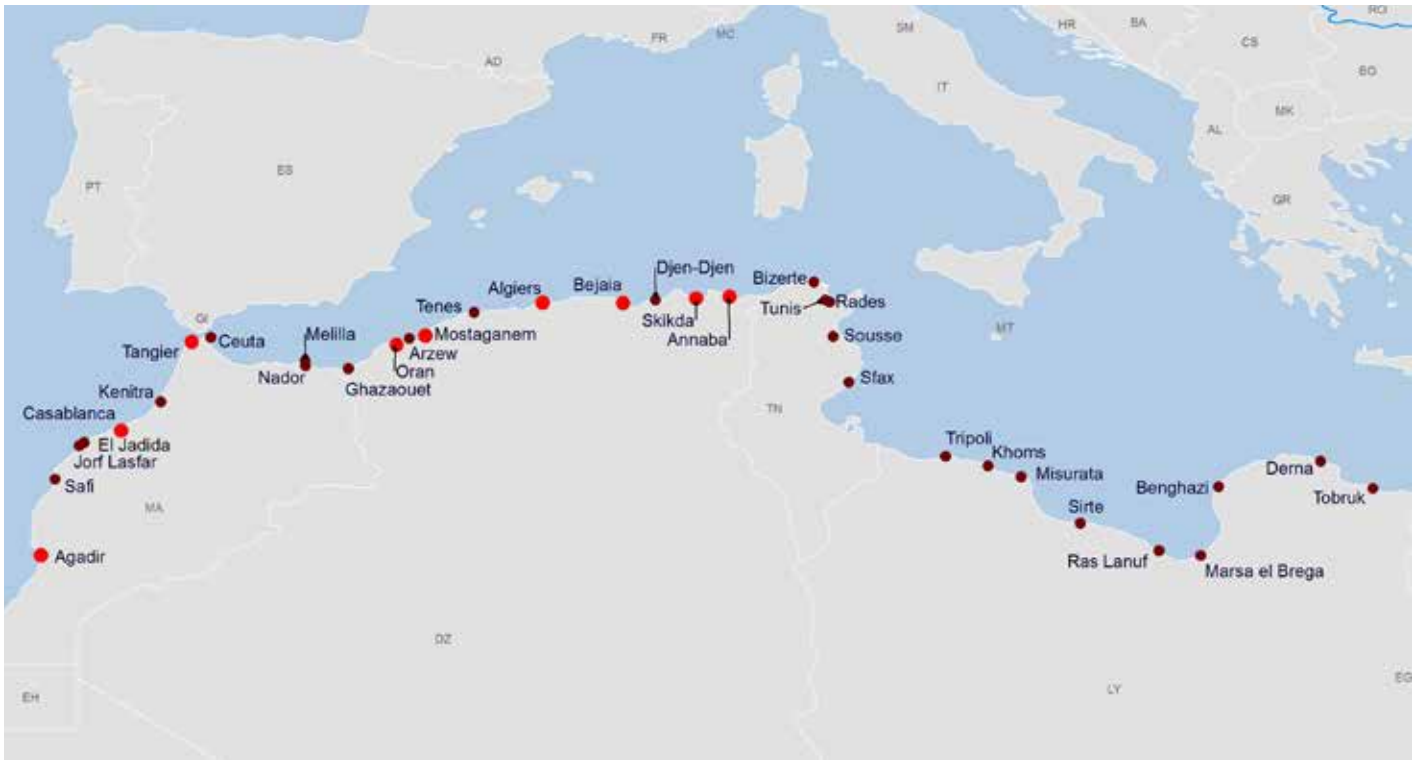 RO
FR
MC
SM
HR
BA
CS
AD
IT
BG
ES
PT
AL
MK
GR
GI
MT
Djen-Djen
Bizerte
Algiers
Bejaia
Tenes
Skikda
Tunis
Rades
Annaba
Mostaganem
Arzew
Oran
Sousse
Melilla
Ceuta
Tangier
Nador
Ghazaouet
Sfax
Kenitra
TN
Casablanca
El Jadida
Jorf Lasfar
Safi
MA
Tripoli
Khoms
Misurata
Derna
Benghazi
Tobruk
Sirte
Agadir
Ras Lanuf
Marsa el Brega
DZ
EH
LY
EG